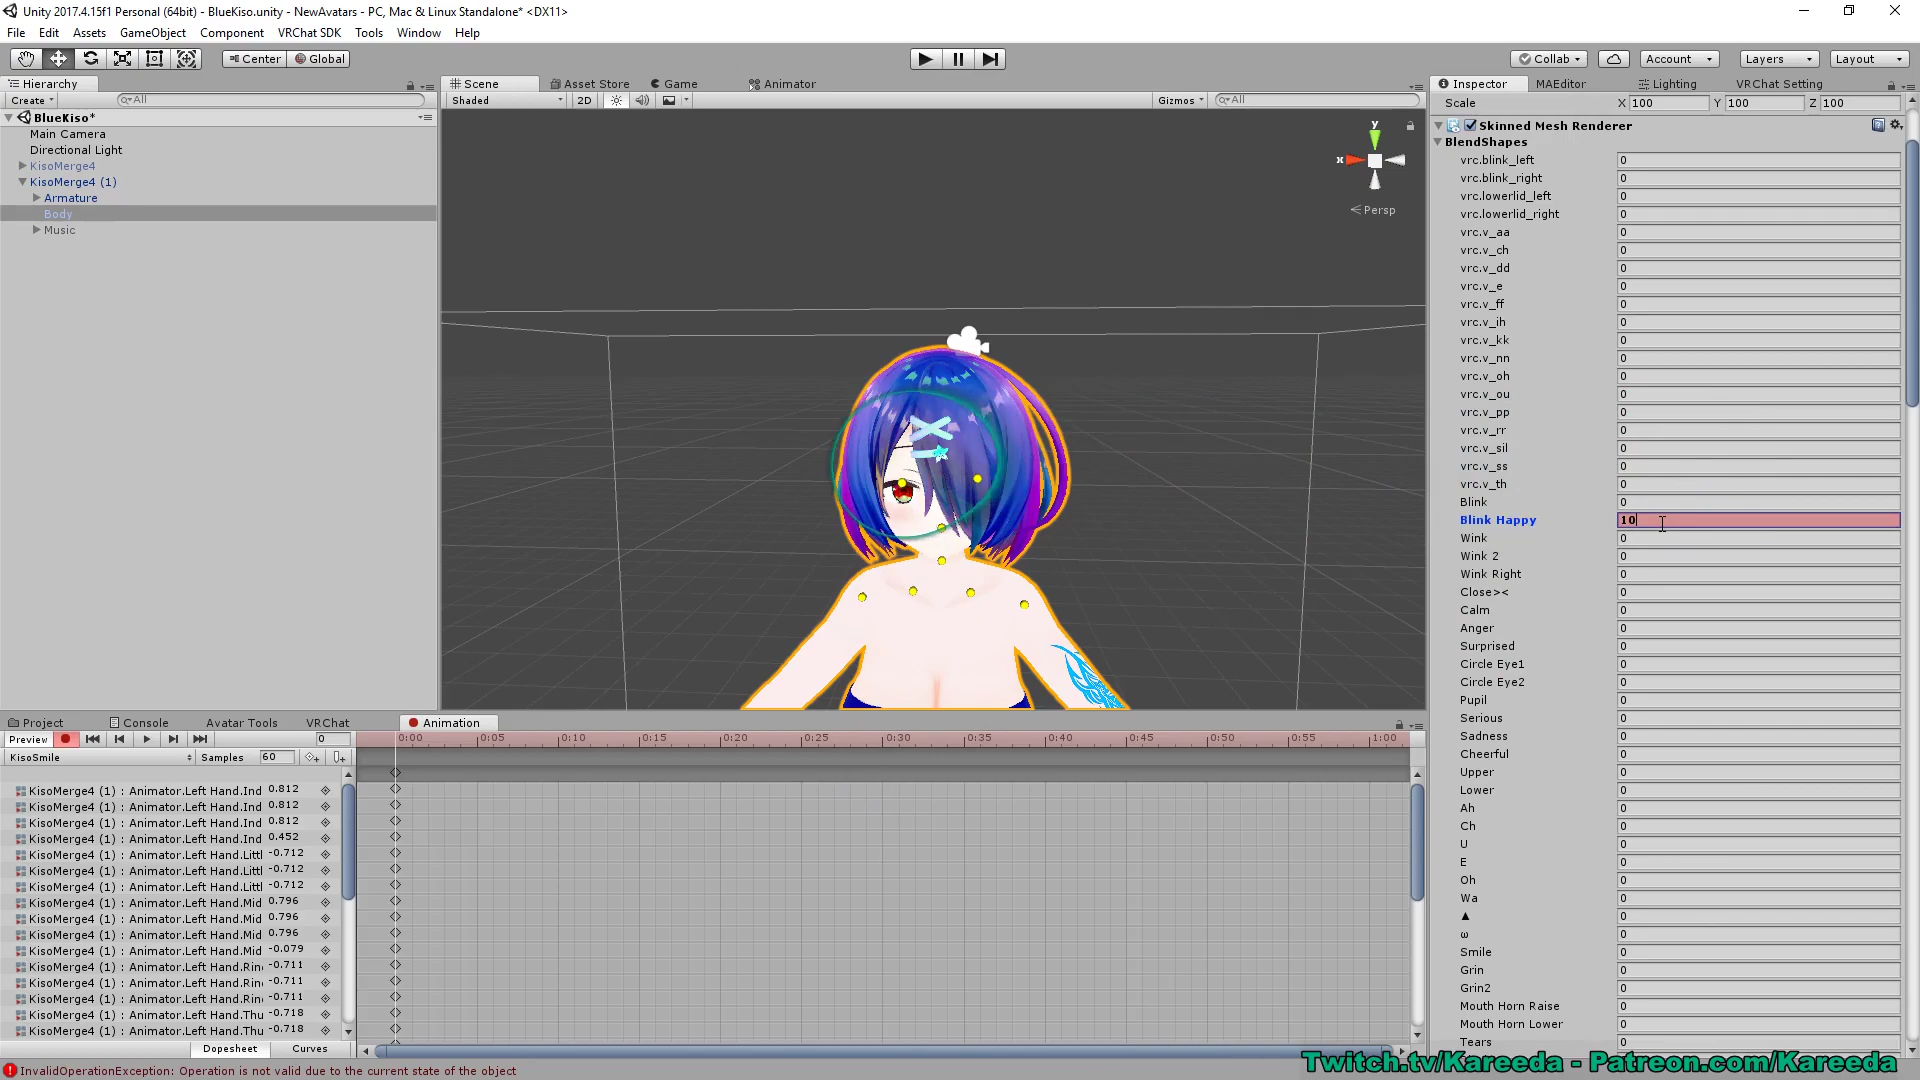 Unity 2017.4.15f1 Personal (64bit) - BlueKiso.unity - NewAvatars - PC, Mac & Linux Standalone* <DX11>
File Edit Assets GameObject Component VRChat SDK Tools Window Help
Center Global Collab Account Layers Layout
Hierarchy Scene Asset Store Game Animator Inspector MAEditor Lighting VRChat Setting
Create All Shaded 2D Gizmos All Scale X 100 Y 100 Z 100
BlueKiso*
Main Camera
Directional Light
KisoMerge4
KisoMerge4 (1)
Armature
Body
Music
y
x
Persp
Skinned Mesh Renderer
BlendShapes
vrc.blink_left 0
vrc.blink_right 0
vrc.lowerlid_left 0
vrc.lowerlid_right 0
vrc.v_aa 0
vrc.v_ch 0
vrc.v_dd 0
vrc.v_e 0
vrc.v_ff 0
vrc.v_ih 0
vrc.v_kk 0
vrc.v_nn 0
vrc.v_oh 0
vrc.v_ou 0
vrc.v_pp 0
vrc.v_rr 0
vrc.v_sil 0
vrc.v_ss 0
vrc.v_th 0
Blink 0
Blink Happy 10
Wink 0
Wink 2 0
Wink Right 0
Close>< 0
Calm 0
Anger 0
Surprised 0
Circle Eye1 0
Circle Eye2 0
Pupil 0
Serious 0
Sadness 0
Cheerful 0
Upper 0
Lower 0
Ah 0
Ch 0
U 0
E 0
Oh 0
Wa 0
▲ 0
ω 0
Smile 0
Grin 0
Grin2 0
Mouth Horn Raise 0
Mouth Horn Lower 0
Tears 0
Project Console Avatar Tools VRChat Animation
Preview 0 0:00 0:05 0:10 0:15 0:20 0:25 0:30 0:35 0:40 0:45 0:50 0:55 1:00
KisoSmile Samples 60
KisoMerge4 (1) : Animator.Left Hand.Ind 0.812
KisoMerge4 (1) : Animator.Left Hand.Ind 0.812
KisoMerge4 (1) : Animator.Left Hand.Ind 0.812
KisoMerge4 (1) : Animator.Left Hand.Ind 0.452
KisoMerge4 (1) : Animator.Left Hand.Littl -0.712
KisoMerge4 (1) : Animator.Left Hand.Littl -0.712
KisoMerge4 (1) : Animator.Left Hand.Littl -0.712
KisoMerge4 (1) : Animator.Left Hand.Mid 0.796
KisoMerge4 (1) : Animator.Left Hand.Mid 0.796
KisoMerge4 (1) : Animator.Left Hand.Mid 0.796
KisoMerge4 (1) : Animator.Left Hand.Mid -0.079
KisoMerge4 (1) : Animator.Left Hand.Rin -0.711
KisoMerge4 (1) : Animator.Left Hand.Rin -0.711
KisoMerge4 (1) : Animator.Left Hand.Rin -0.711
KisoMerge4 (1) : Animator.Left Hand.Thu -0.718
KisoMerge4 (1) : Animator.Left Hand.Thu -0.718
Dopesheet Curves
InvalidOperationException: Operation is not valid due to the current state of the object
Twitch.tv/Kareeda - Patreon.com/Kareeda